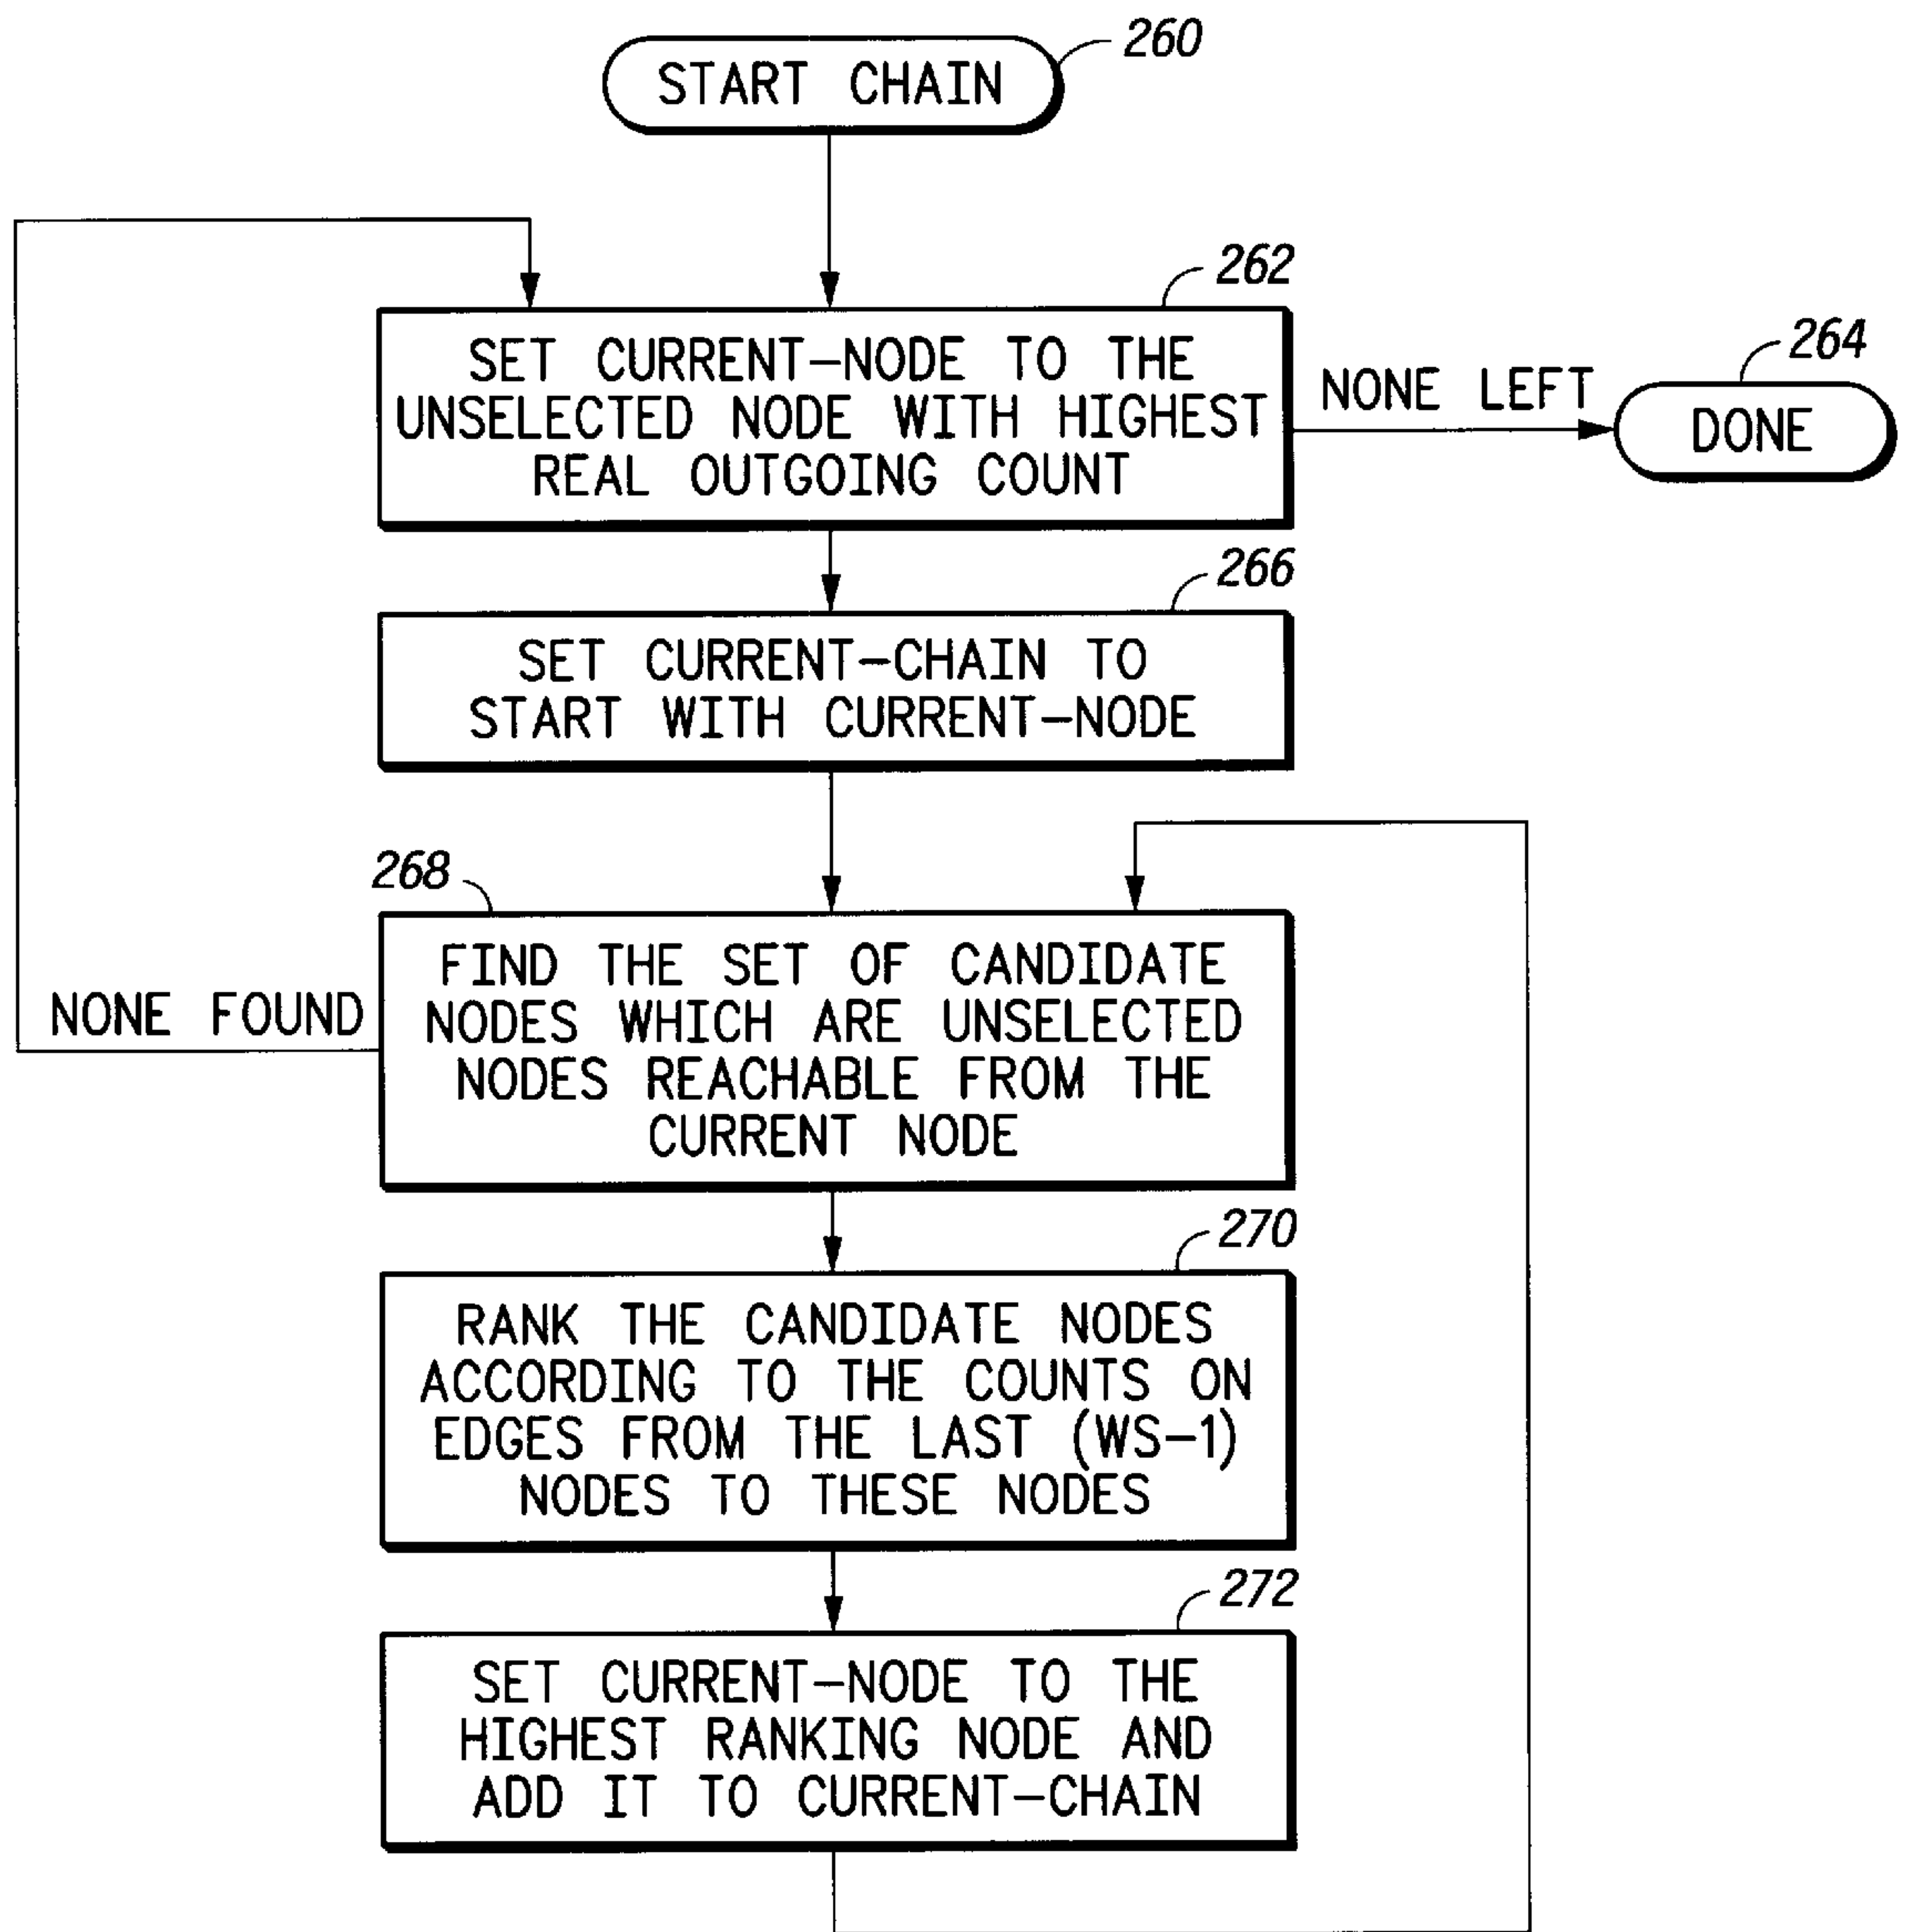 260
START CHAIN
262
SET CURRENT-NODE TO THE
UNSELECTED NODE WITH HIGHEST
REAL OUTGOING COUNT
NONE LEFT
264
DONE
266
SET CURRENT-CHAIN TO
START WITH CURRENT-NODE
268
FIND THE SET OF CANDIDATE
NODES WHICH ARE UNSELECTED
NODES REACHABLE FROM THE
CURRENT NODE
NONE FOUND
270
RANK THE CANDIDATE NODES
ACCORDING TO THE COUNTS ON
EDGES FROM THE LAST (WS-1)
NODES TO THESE NODES
272
SET CURRENT-NODE TO THE
HIGHEST RANKING NODE AND
ADD IT TO CURRENT-CHAIN